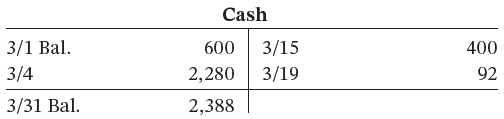 Cash
3/1 Bal. 600 3/15 400
3/4 2,280 3/19 92
3/31 Bal. 2,388